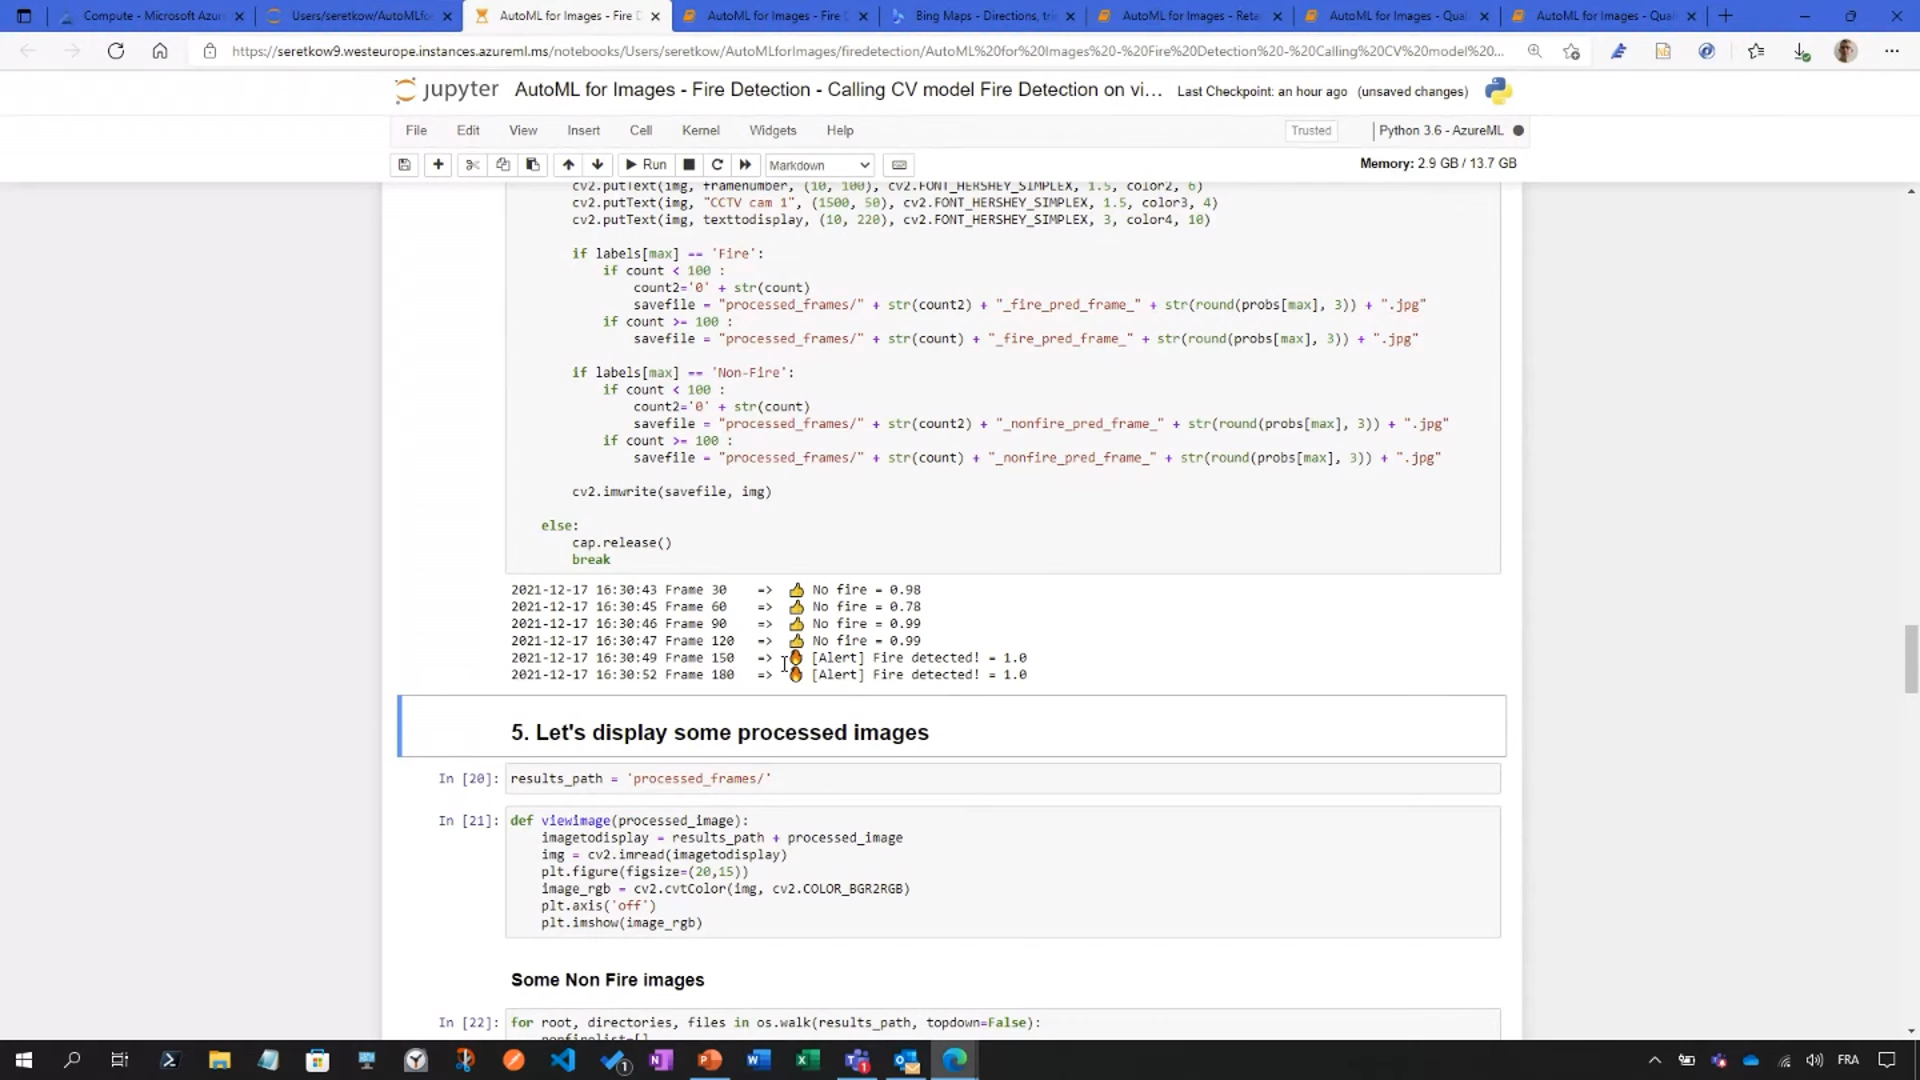 Compute - Microsoft Azur
Users/seretkow/AutoMLfo
AutoML for Images - Fire D
AutoML for Images - Fire D
Bing Maps - Directions, tri
AutoML for Images - Reta
AutoML for Images - Qual
AutoML for Images - Qual
https://seretkow9.westeurope.instances.azureml.ms/notebooks/Users/seretkow/AutoMLforImages/firedetection/AutoML%20for%20Images%20-%20Fire%20Detection%20-%20Calling%20CV%20model%20...
jupyter AutoML for Images - Fire Detection - Calling CV model Fire Detection on vi... Last Checkpoint: an hour ago (unsaved changes)
File Edit View Insert Cell Kernel Widgets Help Trusted Python 3.6 - AzureML
Run Markdown Memory: 2.9 GB / 13.7 GB
cv2.putText(img, framenumber, (10, 100), cv2.FONT_HERSHEY_SIMPLEX, 1.5, color2, 6)
cv2.putText(img, "CCTV cam 1", (1500, 50), cv2.FONT_HERSHEY_SIMPLEX, 1.5, color3, 4)
cv2.putText(img, texttodisplay, (10, 220), cv2.FONT_HERSHEY_SIMPLEX, 3, color4, 10)
if labels[max] == 'Fire':
if count < 100 :
count2='0' + str(count)
savefile = "processed_frames/" + str(count2) + "_fire_pred_frame_" + str(round(probs[max], 3)) + ".jpg"
if count >= 100 :
savefile = "processed_frames/" + str(count) + "_fire_pred_frame_" + str(round(probs[max], 3)) + ".jpg"
if labels[max] == 'Non-Fire':
if count < 100 :
count2='0' + str(count)
savefile = "processed_frames/" + str(count2) + "_nonfire_pred_frame_" + str(round(probs[max], 3)) + ".jpg"
if count >= 100 :
savefile = "processed_frames/" + str(count) + "_nonfire_pred_frame_" + str(round(probs[max], 3)) + ".jpg"
cv2.imwrite(savefile, img)
else:
cap.release()
break
2021-12-17 16:30:43 Frame 30 => 👍 No fire = 0.98
2021-12-17 16:30:45 Frame 60 => 👍 No fire = 0.78
2021-12-17 16:30:46 Frame 90 => 👍 No fire = 0.99
2021-12-17 16:30:47 Frame 120 => 👍 No fire = 0.99
2021-12-17 16:30:49 Frame 150 => 🔥 [Alert] Fire detected! = 1.0
2021-12-17 16:30:52 Frame 180 => 🔥 [Alert] Fire detected! = 1.0
5. Let's display some processed images
In [20]: results_path = 'processed_frames/'
In [21]: def viewimage(processed_image):
imagetodisplay = results_path + processed_image
img = cv2.imread(imagetodisplay)
plt.figure(figsize=(20,15))
image_rgb = cv2.cvtColor(img, cv2.COLOR_BGR2RGB)
plt.axis('off')
plt.imshow(image_rgb)
Some Non Fire images
In [22]: for root, directories, files in os.walk(results_path, topdown=False):
nonfirelist=[]
FRA